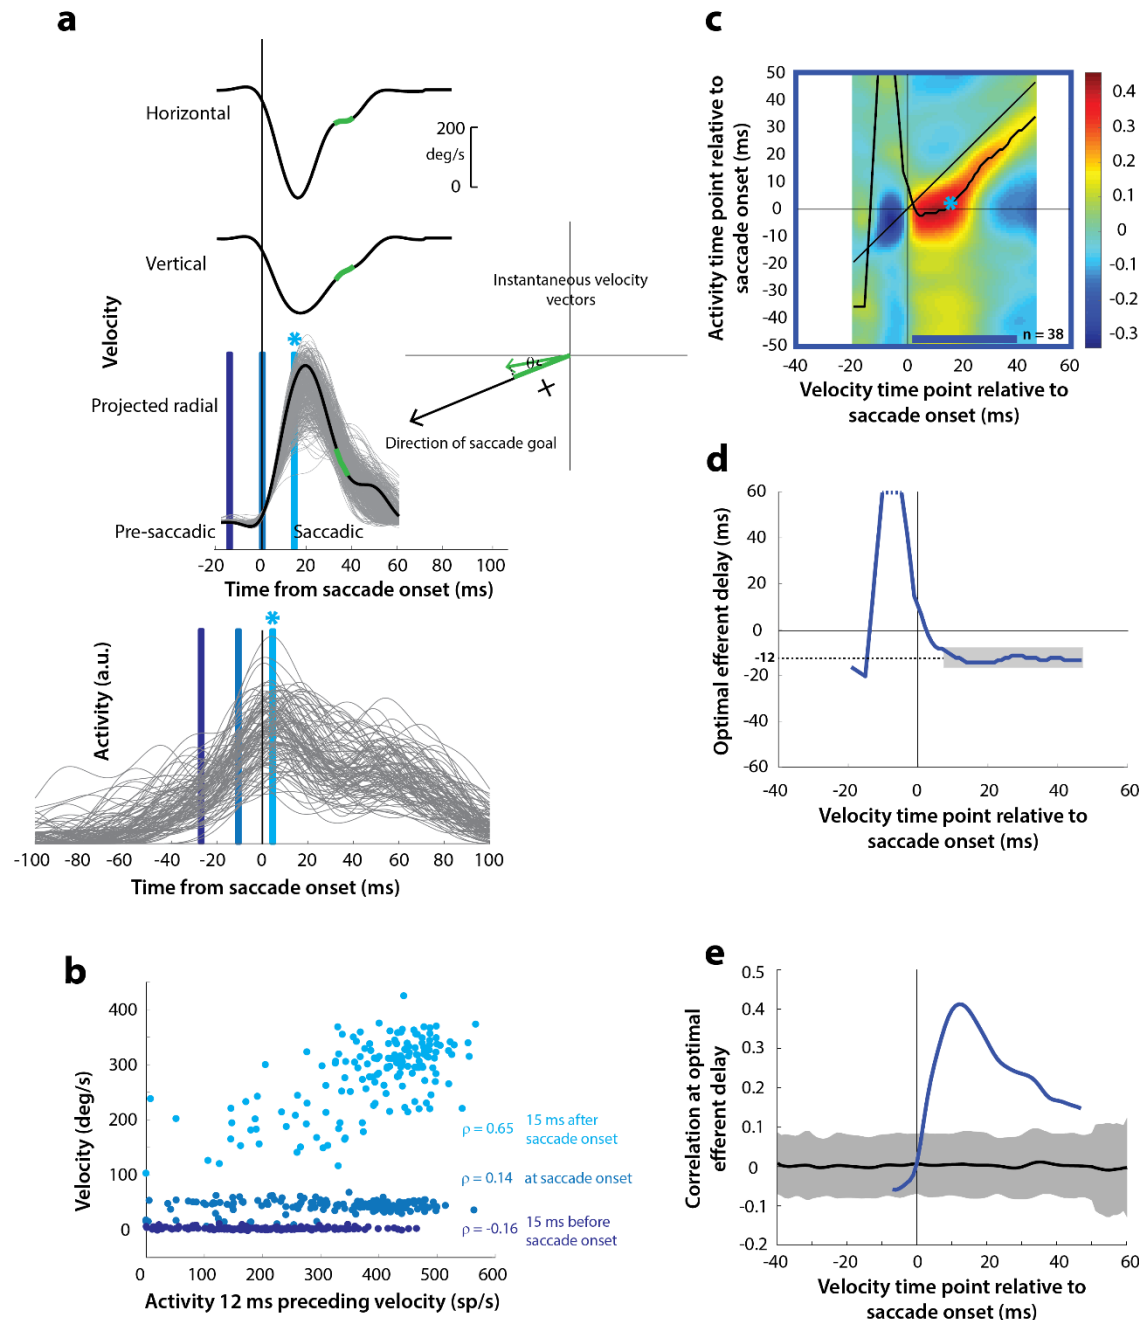 a
Horizontal
200
deg/s
0
Vertical
Instantaneous velocity
vectors
Velocity
*
θ
Projected radial
Direction of saccade goal
Pre-saccadic
Saccadic
-20 0 20 40 60 80 100
Time from saccade onset (ms)
*
Activity (a.u.)
-100 -80 -60 -40 -20 0 20 40 60 80 100
Time from saccade onset (ms)
b
Velocity (deg/s)
400
300
200
100
0
ρ = 0.65 15 ms after
saccade onset
ρ = 0.14 at saccade onset
ρ = -0.16 15 ms before
saccade onset
0 100 200 300 400 500 600
Activity 12 ms preceding velocity (sp/s)
c
Activity time point relative to
saccade onset (ms)
50
40
30
20
10
0
-10
-20
-30
-40
-50
*
n = 38
0.4
0.3
0.2
0.1
0
-0.1
-0.2
-0.3
-40 -20 0 20 40 60
Velocity time point relative to
saccade onset (ms)
d
Optimal efferent delay (ms)
60
40
20
0
-12
-20
-40
-60
-40 -20 0 20 40 60
Velocity time point relative to
saccade onset (ms)
e
Correlation at optimal
efferent delay
0.5
0.4
0.3
0.2
0.1
0
-0.1
-0.2
-40 -20 0 20 40 60
Velocity time point relative to
saccade onset (ms)